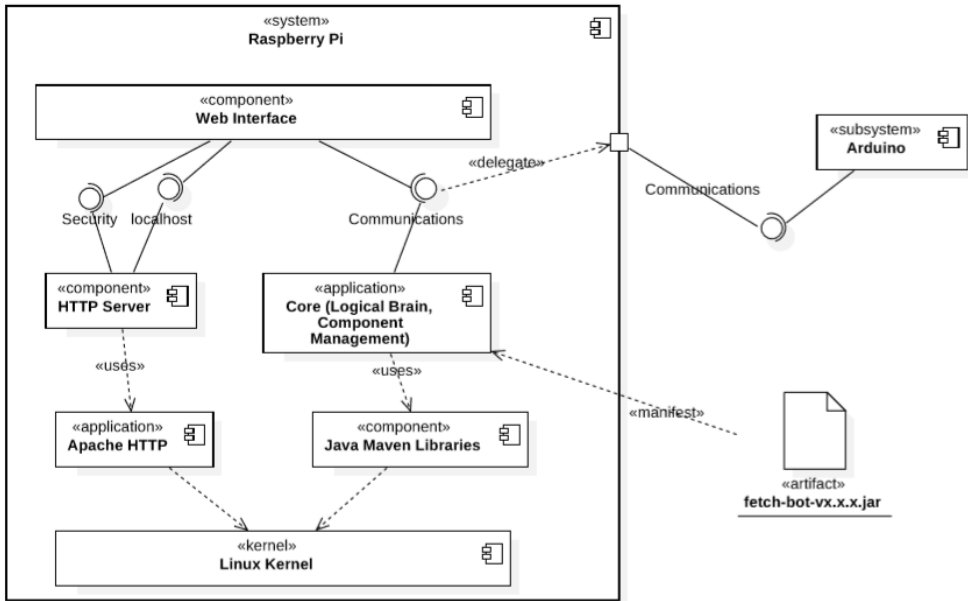 «system»
Raspberry Pi
«component»
Web Interface
«subsystem»
Arduino
«delegate»
Security
localhost
Communications
Communications
«component»
HTTP Server
«application»
Core (Logical Brain,
Component
Management)
«uses»
«uses»
«manifest»
«application»
Apache HTTP
«component»
Java Maven Libraries
«artifact»
fetch-bot-vx.x.x.jar
«kernel»
Linux Kernel